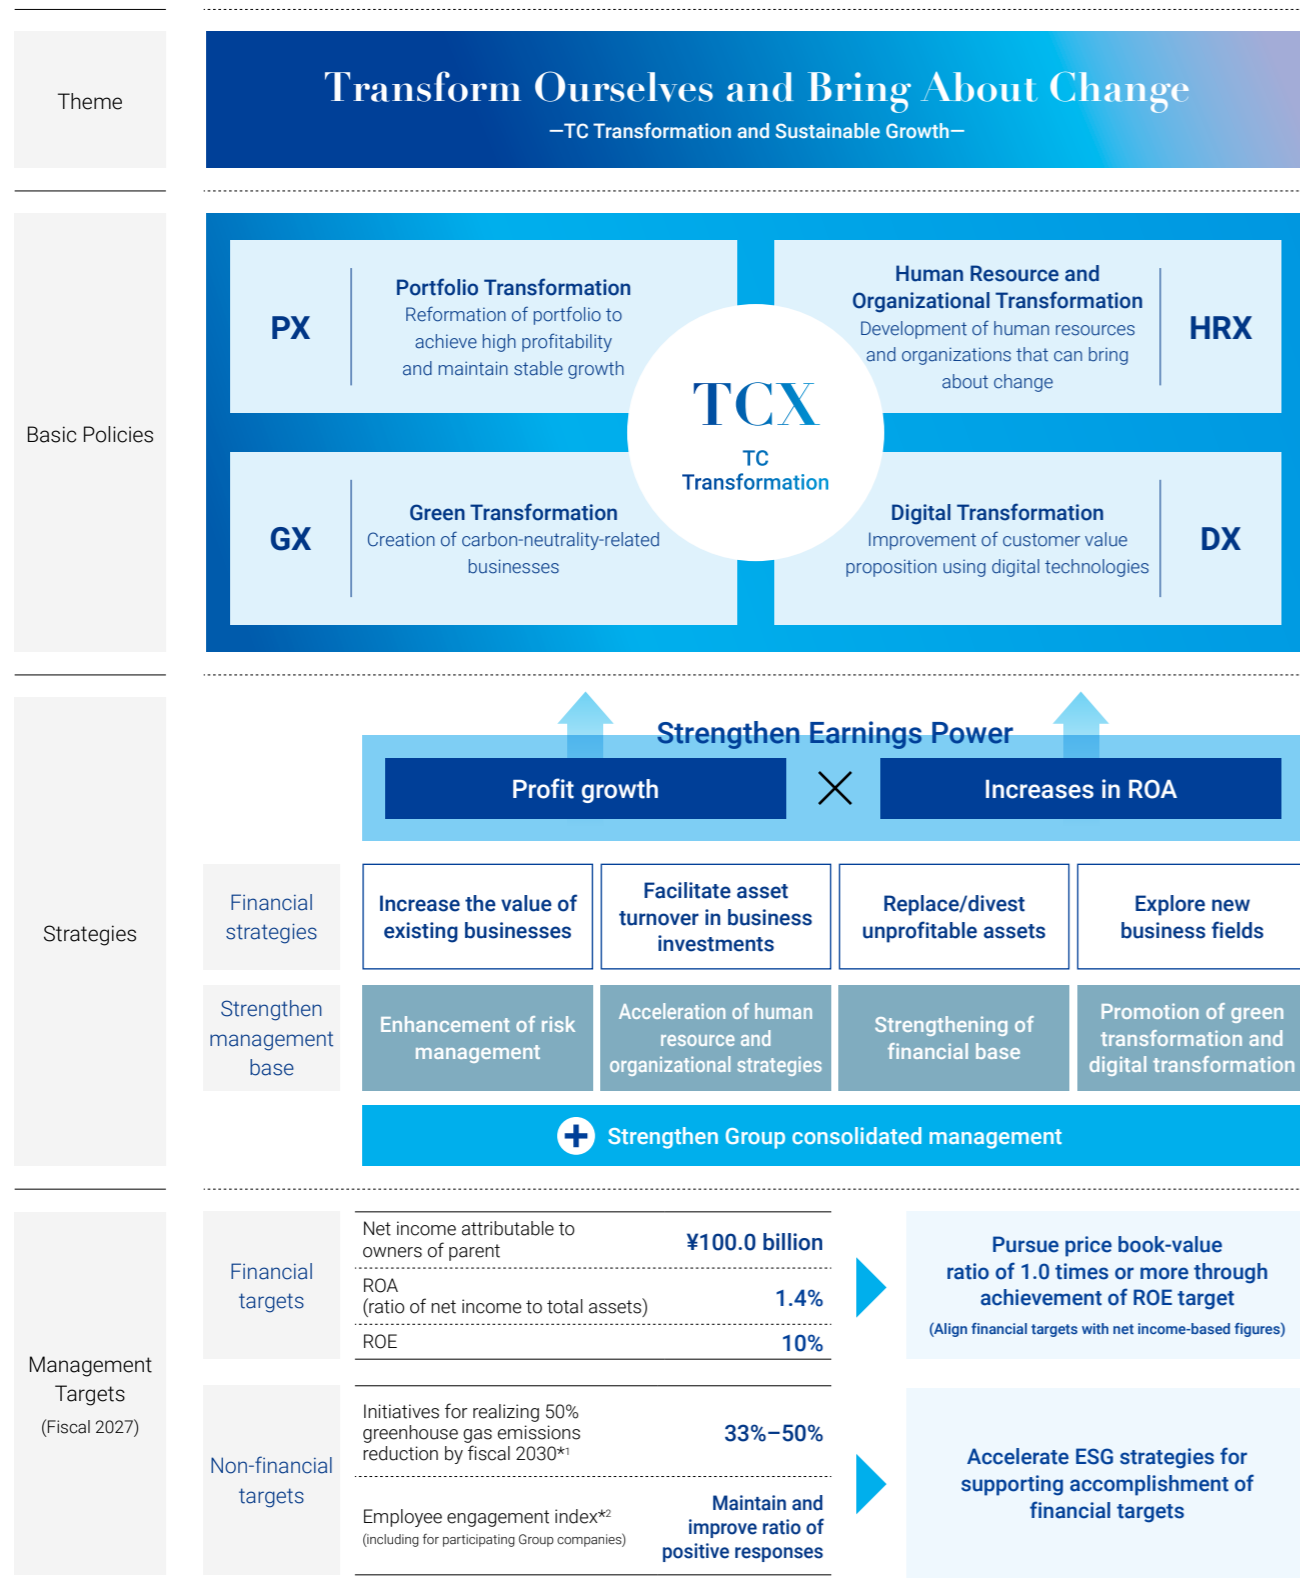 Theme
Transform Ourselves and Bring About Change
—TC Transformation and Sustainable Growth—
Basic Policies
PX
Portfolio Transformation
Reformation of portfolio to
achieve high profitability
and maintain stable growth
Human Resource and
Organizational Transformation
Development of human resources
and organizations that can bring
about change
HRX
TCX
TC
Transformation
GX
Green Transformation
Creation of carbon-neutrality-related
businesses
Digital Transformation
Improvement of customer value
proposition using digital technologies
DX
Strategies
Strengthen Earnings Power
Profit growth
×
Increases in ROA
Financial
strategies
Increase the value of
existing businesses
Facilitate asset
turnover in business
investments
Replace/divest
unprofitable assets
Explore new
business fields
Strengthen
management
base
Enhancement of risk
management
Acceleration of human
resource and
organizational strategies
Strengthening of
financial base
Promotion of green
transformation and
digital transformation
+ Strengthen Group consolidated management
Management
Targets
(Fiscal 2027)
Financial
targets
Net income attributable to
owners of parent
¥100.0 billion
ROA
(ratio of net income to total assets)
1.4%
ROE
10%
Pursue price book-value
ratio of 1.0 times or more through
achievement of ROE target
(Align financial targets with net income-based figures)
Non-financial
targets
Initiatives for realizing 50%
greenhouse gas emissions
reduction by fiscal 2030*1
33%–50%
Employee engagement index*2
(including for participating Group companies)
Maintain and
improve ratio of
positive responses
Accelerate ESG strategies for
supporting accomplishment of
financial targets